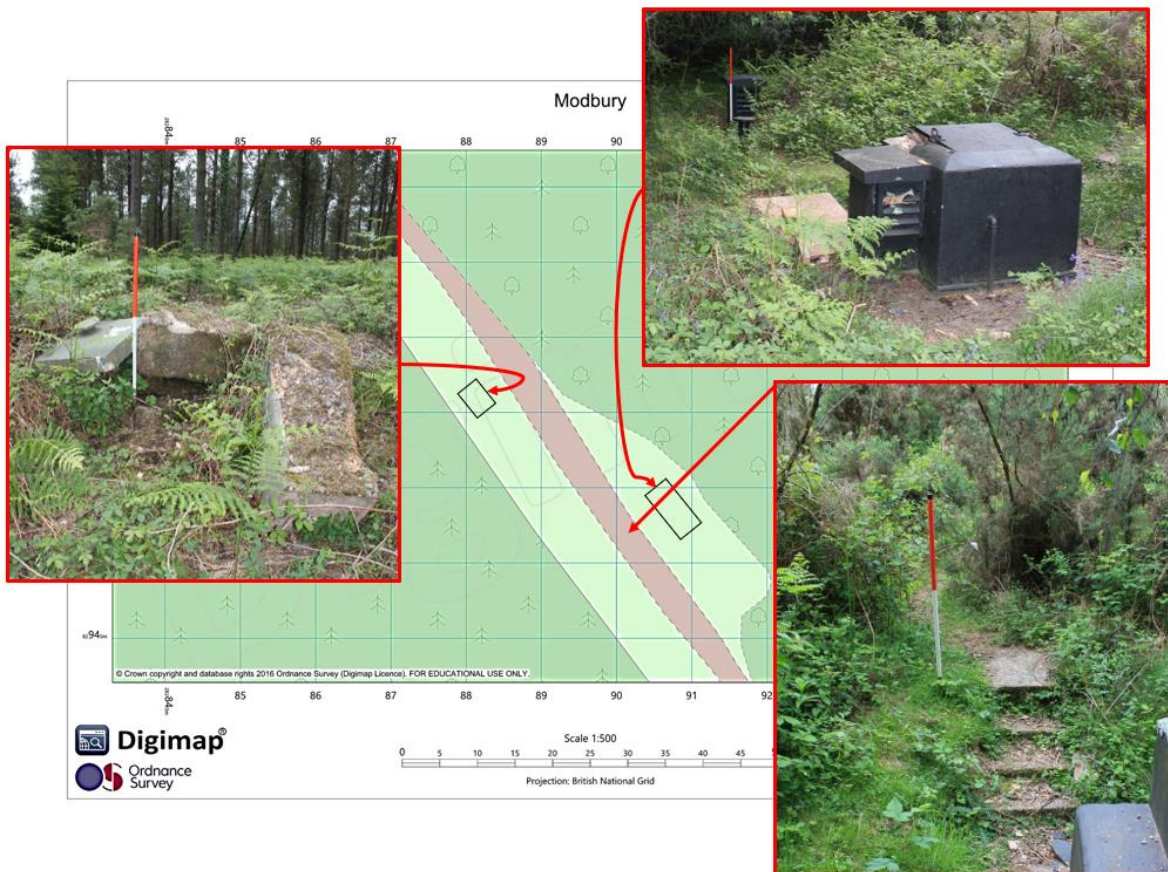 Modbury
84 85 86 87 88 89 90
94
© Crown copyright and database rights 2016 Ordnance Survey (Digimap Licence). FOR EDUCATIONAL USE ONLY.
84 85 86 87 88 89 90 91 92
Digimap®
Ordnance
Survey
Scale 1:500
0 5 10 15 20 25 30 35 40 45
Projection: British National Grid